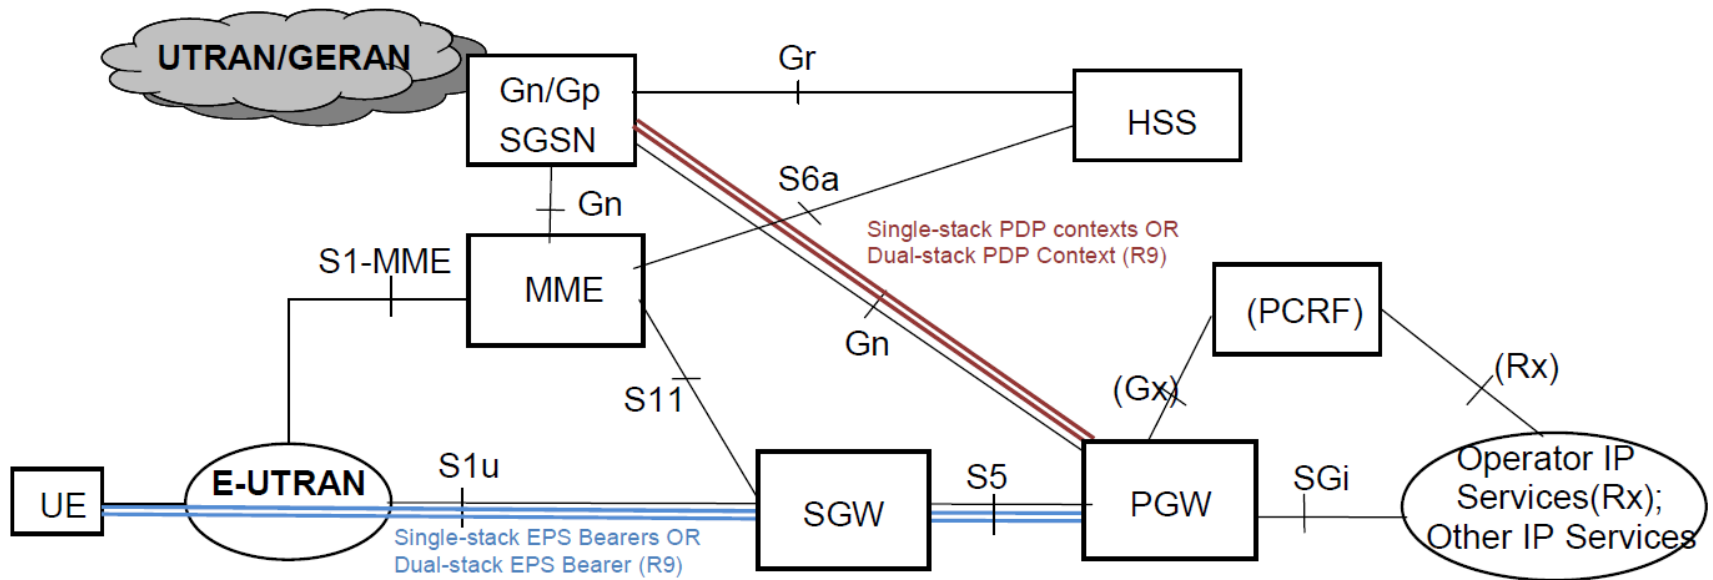 UTRAN/GERAN
Gn/Gp
SGSN
Gr
HSS
S6a
Gn
Single-stack PDP contexts OR
Dual-stack PDP Context (R9)
S1-MME
MME
Gn
(PCRF)
(Gx)
(Rx)
S11
UE
E-UTRAN
S1u
Single-stack EPS Bearers OR
Dual-stack EPS Bearer (R9)
SGW
S5
PGW
SGi
Operator IP
Services(Rx);
Other IP Services